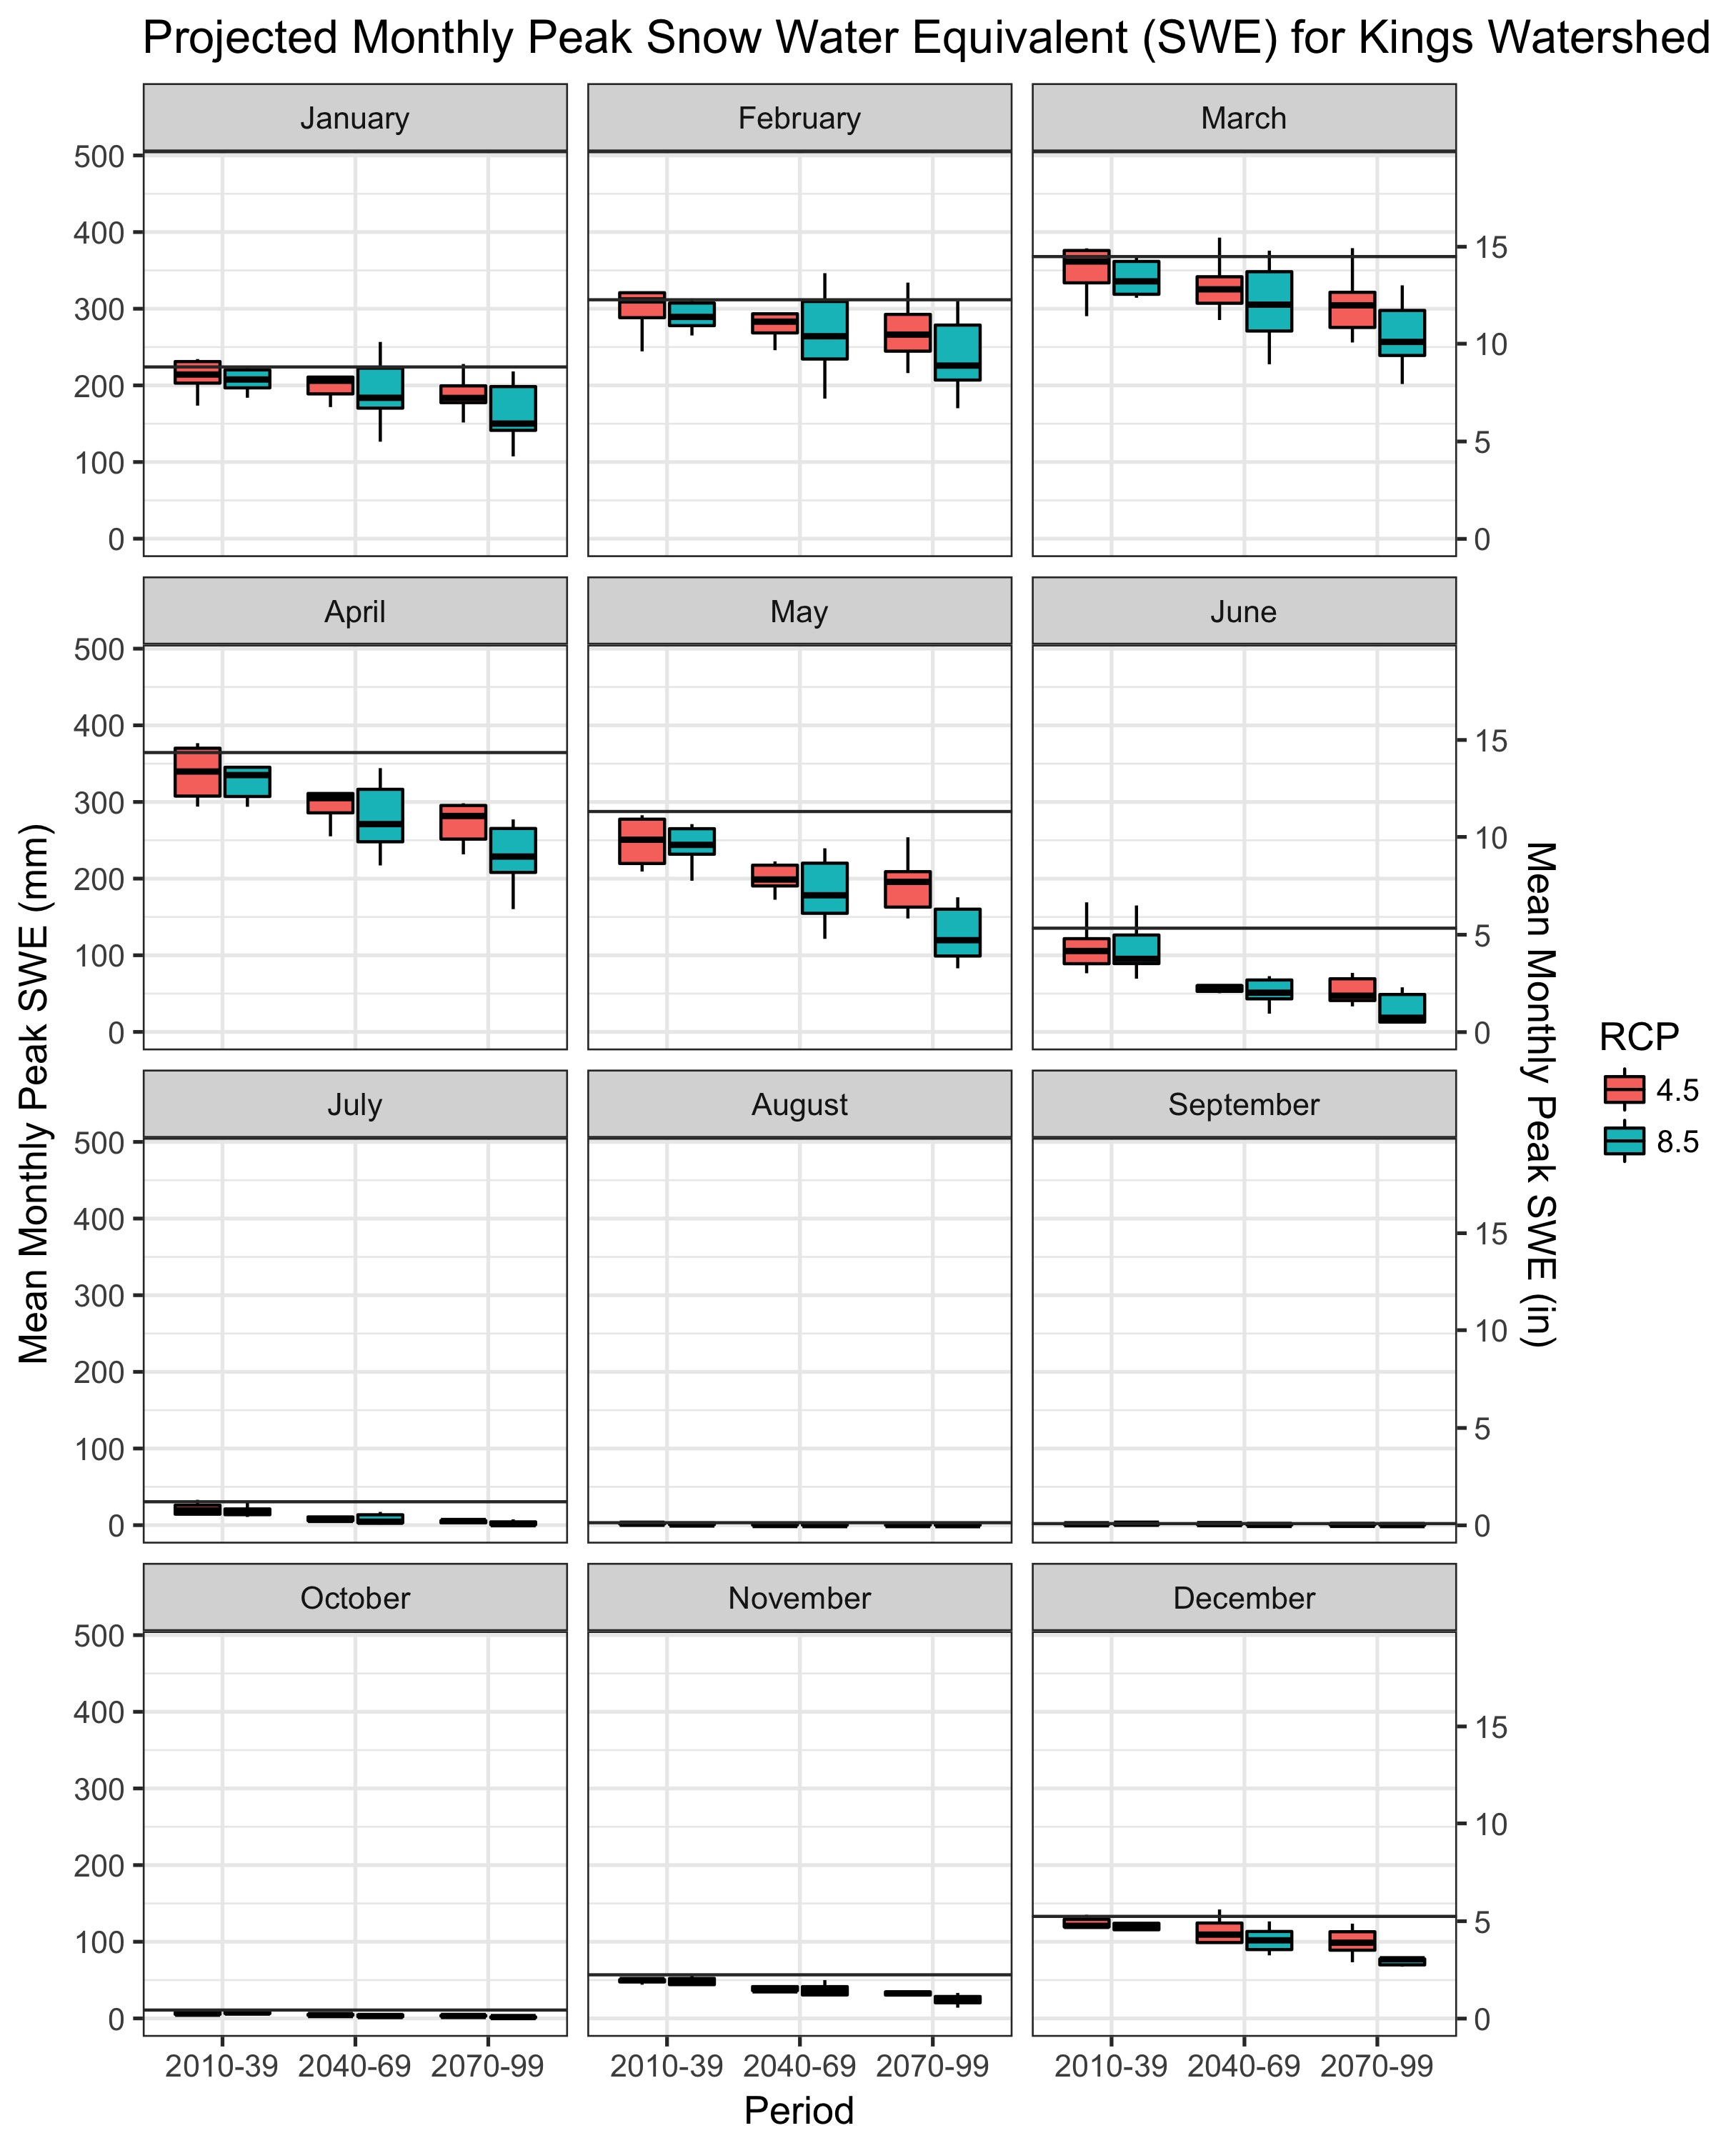 Projected Monthly Peak Snow Water Equivalent (SWE) for Kings Watershed
January
February
March
500
400
300
200
100
0
15
10
5
0
April
May
June
500
400
300
200
100
0
15
10
5
0
July
August
September
500
400
300
200
100
0
15
10
5
0
October
November
December
500
400
300
200
100
0
15
10
5
0
2010-39 2040-69 2070-99
2010-39 2040-69 2070-99
2010-39 2040-69 2070-99
Period
Mean Monthly Peak SWE (mm)
Mean Monthly Peak SWE (in)
RCP
4.5
8.5